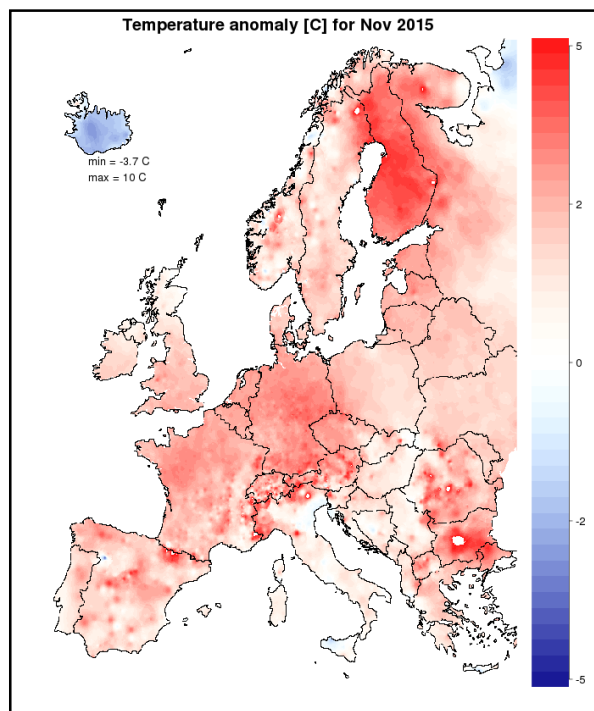 Temperature anomaly [C] for Nov 2015
min = -3.7 C
max = 10 C
5
2
0
-2
-5